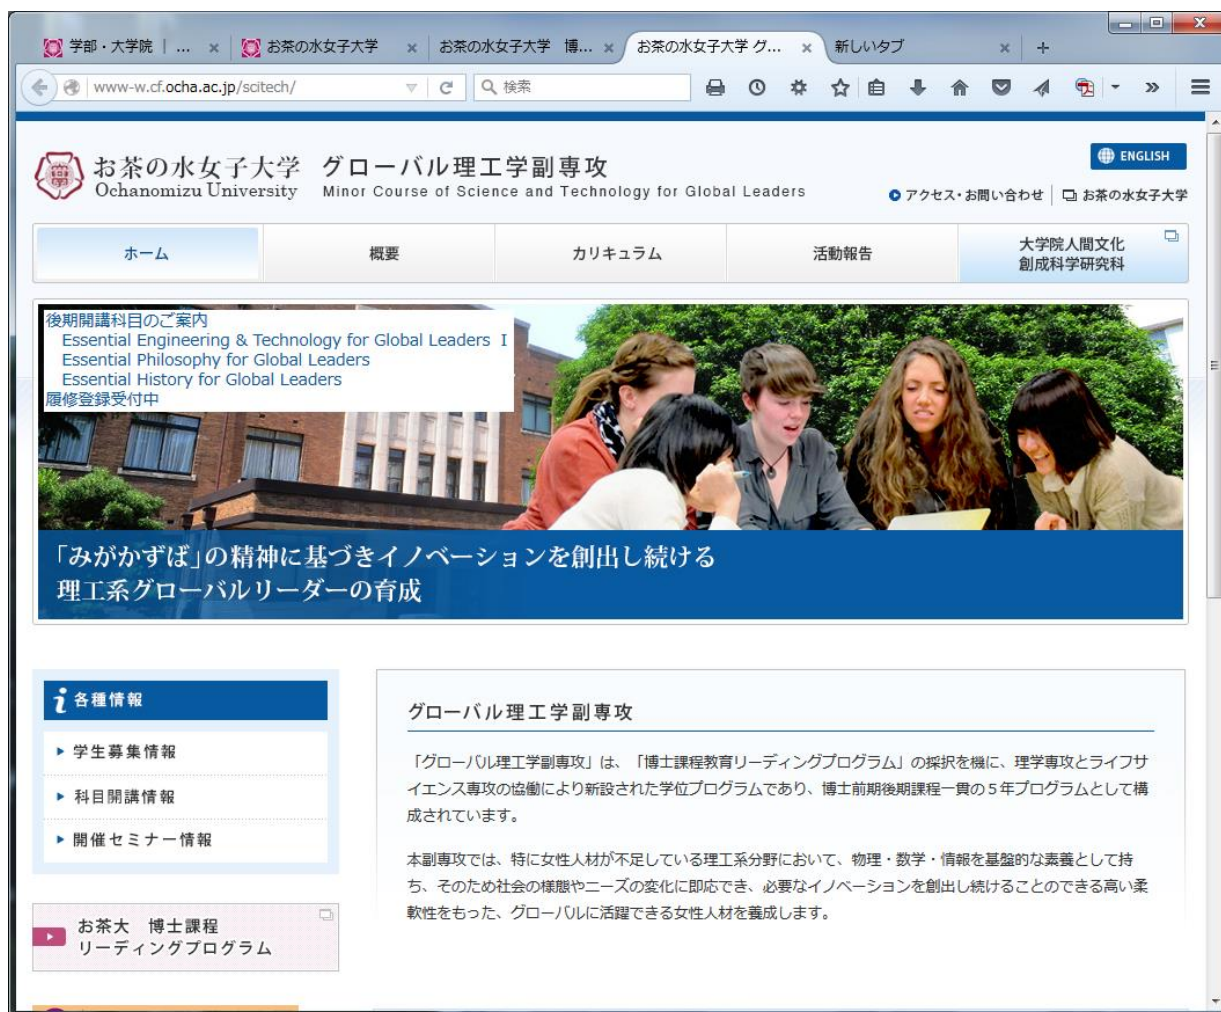 学部・大学院 | ...
お茶の水女子大学
お茶の水女子大学 博...
お茶の水女子大学 グ...
新しいタブ
www-w.cf.ocha.ac.jp/scitech/
検索
お茶の水女子大学
Ochanomizu University
グローバル理工学副専攻
Minor Course of Science and Technology for Global Leaders
ENGLISH
アクセス・お問い合わせ
お茶の水女子大学
ホーム
概要
カリキュラム
活動報告
大学院人間文化
創成科学研究科
後期開講科目のご案内
Essential Engineering & Technology for Global Leaders Ⅰ
Essential Philosophy for Global Leaders
Essential History for Global Leaders
履修登録受付中
「みがかずば」の精神に基づきイノベーションを創出し続ける
理工系グローバルリーダーの育成
各種情報
学生募集情報
科目開講情報
開催セミナー情報
お茶大 博士課程
リーディングプログラム
グローバル理工学副専攻
「グローバル理工学副専攻」は、「博士課程教育リーディングプログラム」の採択を機に、理学専攻とライフサ
イエンス専攻の協働により新設された学位プログラムであり、博士前期後期課程一貫の5年プログラムとして構
成されています。
本副専攻では、特に女性人材が不足している理工系分野において、物理・数学・情報を基盤的な素養として持
ち、そのため社会の様態やニーズの変化に即応でき、必要なイノベーションを創出し続けることのできる高い柔
軟性をもった、グローバルに活躍できる女性人材を養成します。